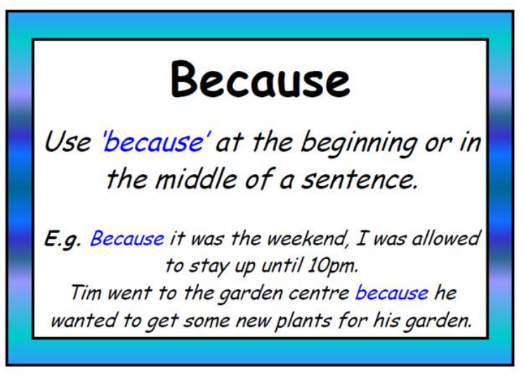 Because
Use ‘because’ at the beginning or in
the middle of a sentence.
E.g. Because it was the weekend, I was allowed
to stay up until 10pm.
Tim went to the garden centre because he
wanted to get some new plants for his garden.